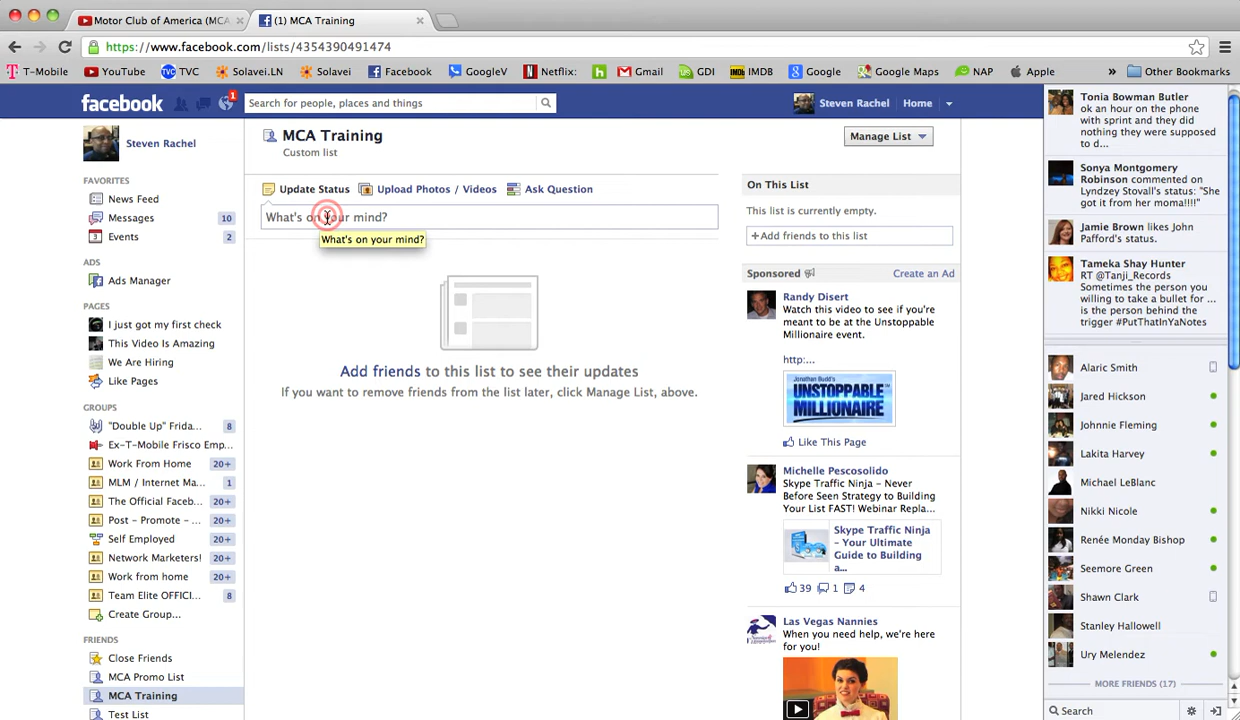 Motor Club of America (MCA
(1) MCA Training
https://www.facebook.com/lists/4354390491474
T-Mobile YouTube TVC Solavei.LN Solavei Facebook GoogleV Netflix: Gmail GDI IMDB Google Google Maps NAP Apple » Other Bookmarks
facebook 1 Search for people, places and things Steven Rachel Home
Steven Rachel
FAVORITES
News Feed
Messages 10
Events 2
ADS
Ads Manager
PAGES
I just got my first check
This Video Is Amazing
We Are Hiring
Like Pages
GROUPS
"Double Up" Frida... 8
Ex-T-Mobile Frisco Emp...
Work From Home 20+
MLM / Internet Ma... 1
The Official Faceb... 20+
Post - Promote - ... 20+
Self Employed 20+
Network Marketers! 20+
Work from home 20+
Team Elite OFFICI... 8
Create Group...
FRIENDS
Close Friends
MCA Promo List
MCA Training
Test List
MCA Training
Custom list
Manage List
Update Status Upload Photos / Videos Ask Question
What's on your mind?
What's on your mind?
Add friends to this list to see their updates
If you want to remove friends from the list later, click Manage List, above.
On This List
This list is currently empty.
+Add friends to this list
Sponsored Create an Ad
Randy Disert
Watch this video to see if you're
meant to be at the Unstoppable
Millionaire event.
http:...
Jonathan Budd's
UNSTOPPABLE
MILLIONAIRE
Like This Page
Michelle Pescosolido
Skype Traffic Ninja - Never
Before Seen Strategy to Building
Your List FAST! Webinar Repla...
Skype Traffic Ninja
- Your Ultimate
Guide to Building
a...
39 1 4
Las Vegas Nannies
When you need help, we're here
for you!
Tonia Bowman Butler
ok an hour on the phone
with sprint and they did
nothing they were supposed
to d...
Sonya Montgomery
Robinson commented on
Lyndzey Stovall's status: "She
got it from her moma!!!!"
Jamie Brown likes John
Pafford's status.
Tameka Shay Hunter
RT @Tanji_Records
Sometimes the person you
willing to take a bullet for ...
is the person behind the
trigger #PutThatInYaNotes
Alaric Smith
Jared Hickson
Johnnie Fleming
Lakita Harvey
Michael LeBlanc
Nikki Nicole
Renée Monday Bishop
Seemore Green
Shawn Clark
Stanley Hallowell
Ury Melendez
MORE FRIENDS (17)
Search